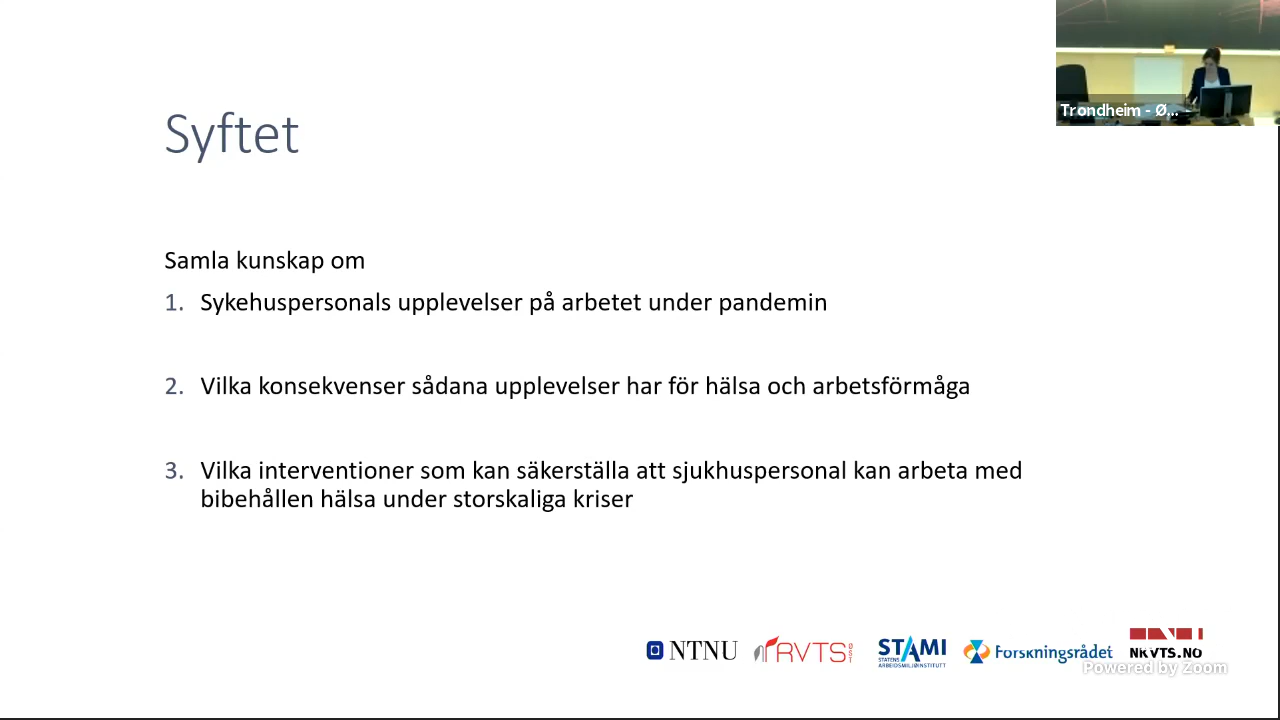 Trondheim - Ø...
Syftet
Samla kunskap om
1. Sykehuspersonals upplevelser på arbetet under pandemin
2. Vilka konsekvenser sådana upplevelser har för hälsa och arbetsförmåga
3. Vilka interventioner som kan säkerställa att sjukhuspersonal kan arbeta med
bibehållen hälsa under storskaliga kriser
NTNU
RVTS ØST
STAMI
STATENS
ARBEIDSMILJØINSTITUTT
Forskningsrådet
NKVTS.NO
Powered by Zoom